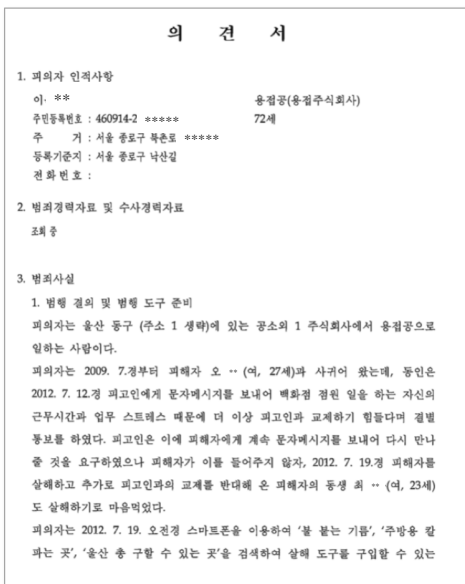 의 견 서
1. 피의자 인적사항
이· ** 용접공(용접주식회사)
주민등록번호 : 460914-2 ***** 72세
주 거 : 서울 종로구 북촌로 *****
등록기준지 : 서울 종로구 낙산길
전화번호 :
2. 범죄경력자료 및 수사경력자료
조회 중
3. 범죄사실
1. 범행 결의 및 범행 도구 준비
피의자는 울산 동구 (주소 1 생략)에 있는 공소외 1 주식회사에서 용접공으로
일하는 사람이다.
피의자는 2009. 7.경부터 피해자 오 ** (여, 27세)과 사귀어 왔는데, 동인은
2012. 7. 12.경 피고인에게 문자메시지를 보내어 백화점 점원 일을 하는 자신의
근무시간과 업무 스트레스 때문에 더 이상 피고인과 교제하기 힘들다며 결별
통보를 하였다. 피고인은 이에 피해자에게 계속 문자메시지를 보내어 다시 만나
줄 것을 요구하였으나 피해자가 이를 들어주지 않자, 2012. 7. 19.경 피해자를
살해하고 추가로 피고인과의 교제를 반대해 온 피해자의 동생 최 ** (여, 23세)
도 살해하기로 마음먹었다.
피의자는 2012. 7. 19. 오전경 스마트폰을 이용하여 '불 붙는 기름', '주방용 칼
파는 곳', '울산 총 구할 수 있는 곳'을 검색하여 살해 도구를 구입할 수 있는